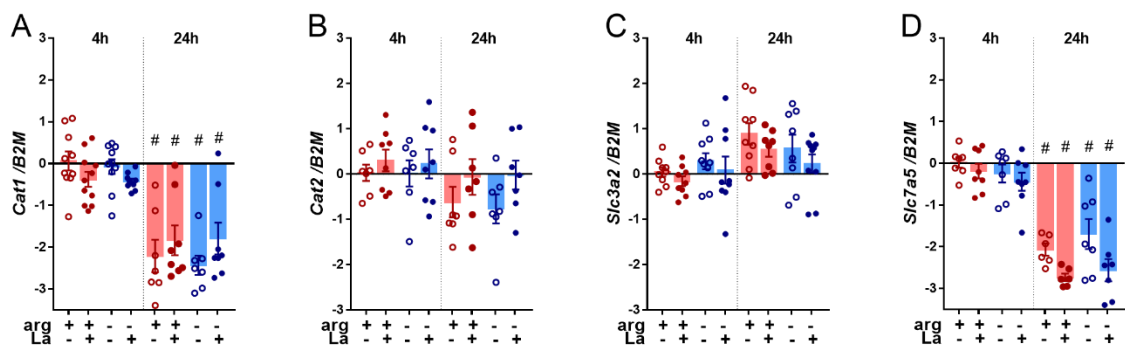 A
4h 24h
Cat1 /B2M
3
2
1
0
-1
-2
-3
# # # #
arg + + - - + + - -
La - + - + - + - +
B
4h 24h
Cat2 /B2M
3
2
1
0
-1
-2
-3
+ + - - + + - -
- + - + - + - +
C
4h 24h
Slc3a2 /B2M
3
2
1
0
-1
-2
-3
arg + + - - + + - -
La - + - + - + - +
D
4h 24h
Slc7a5 /B2M
3
2
1
0
-1
-2
-3
# # # #
arg + + - - + + - -
La - + - + - + - +